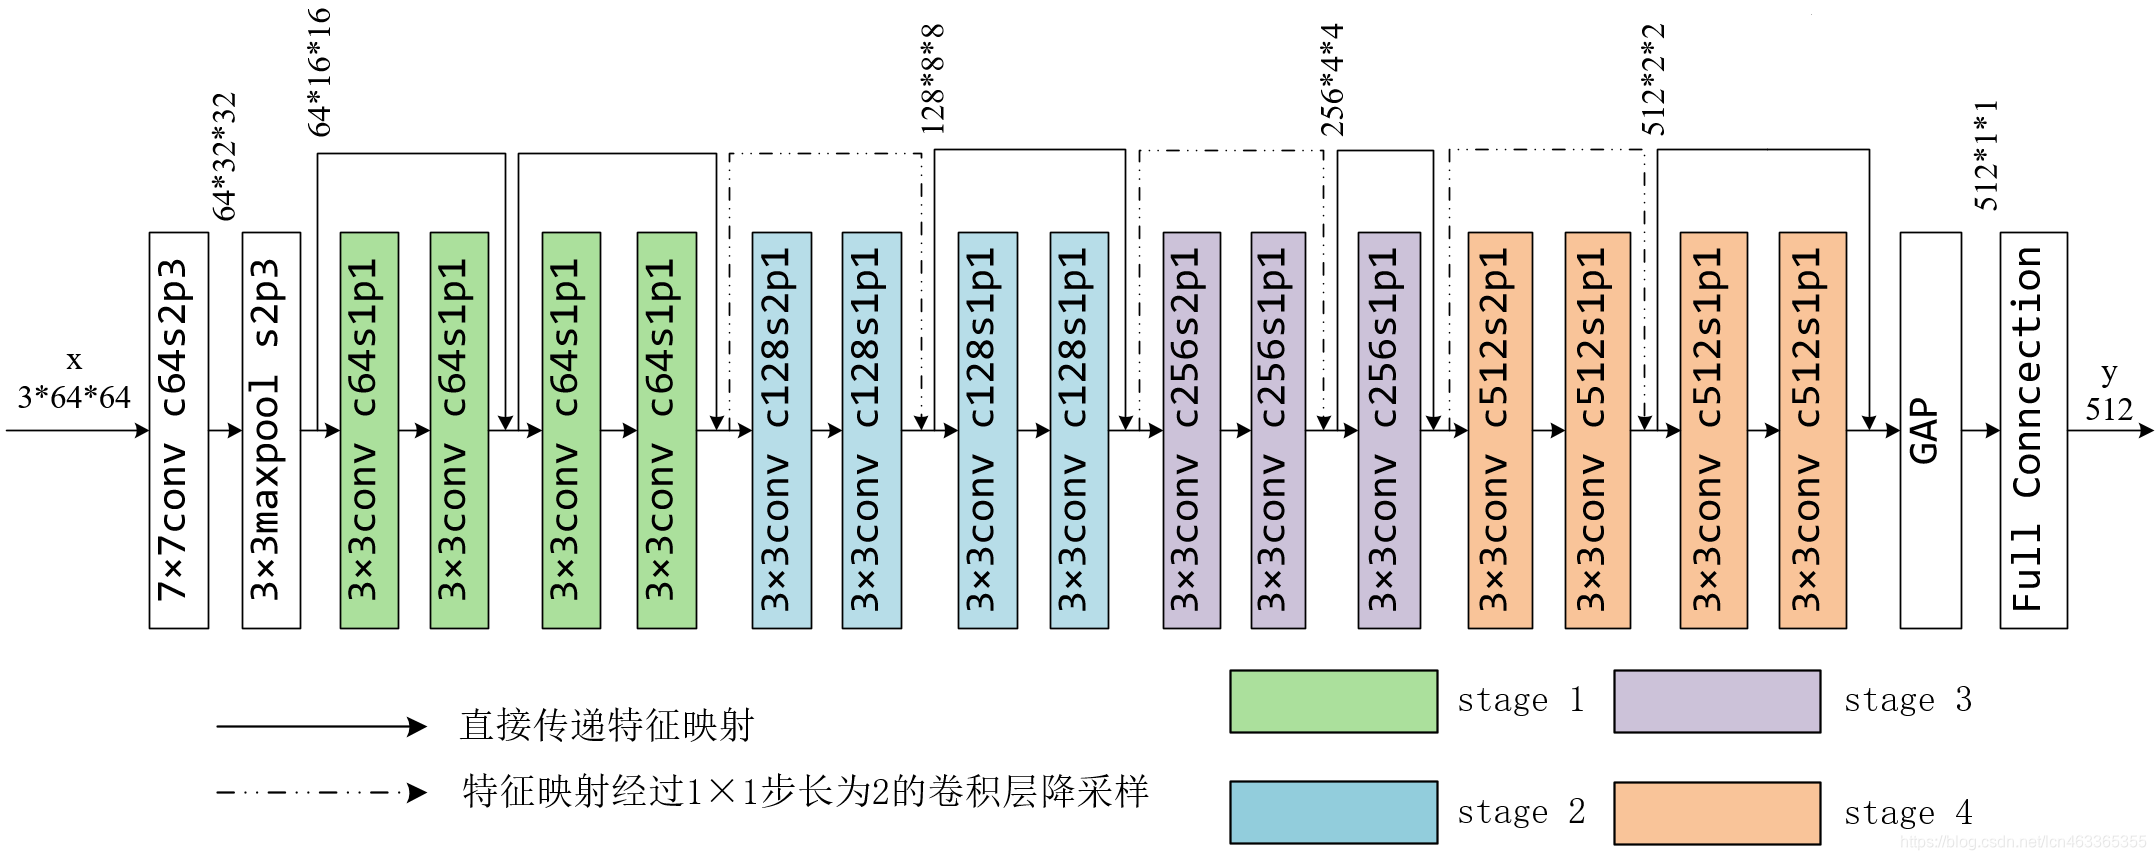 64*32*32
64*16*16
128*8*8
256*4*4
512*2*2
512*1*1
x
3*64*64
7×7conv c64s2p3
3×3maxpool s2p3
3×3conv c64s1p1
3×3conv c64s1p1
3×3conv c64s1p1
3×3conv c64s1p1
3×3conv c128s2p1
3×3conv c128s1p1
3×3conv c128s1p1
3×3conv c128s1p1
3×3conv c256s2p1
3×3conv c256s1p1
3×3conv c256s1p1
3×3conv c512s2p1
3×3conv c512s1p1
3×3conv c512s1p1
3×3conv c512s1p1
GAP
Full Conncection
y
512
直接传递特征映射
特征映射经过1×1步长为2的卷积层降采样
stage 1
stage 3
stage 2
stage 4
https://blog.csdn.net/lcn463365355